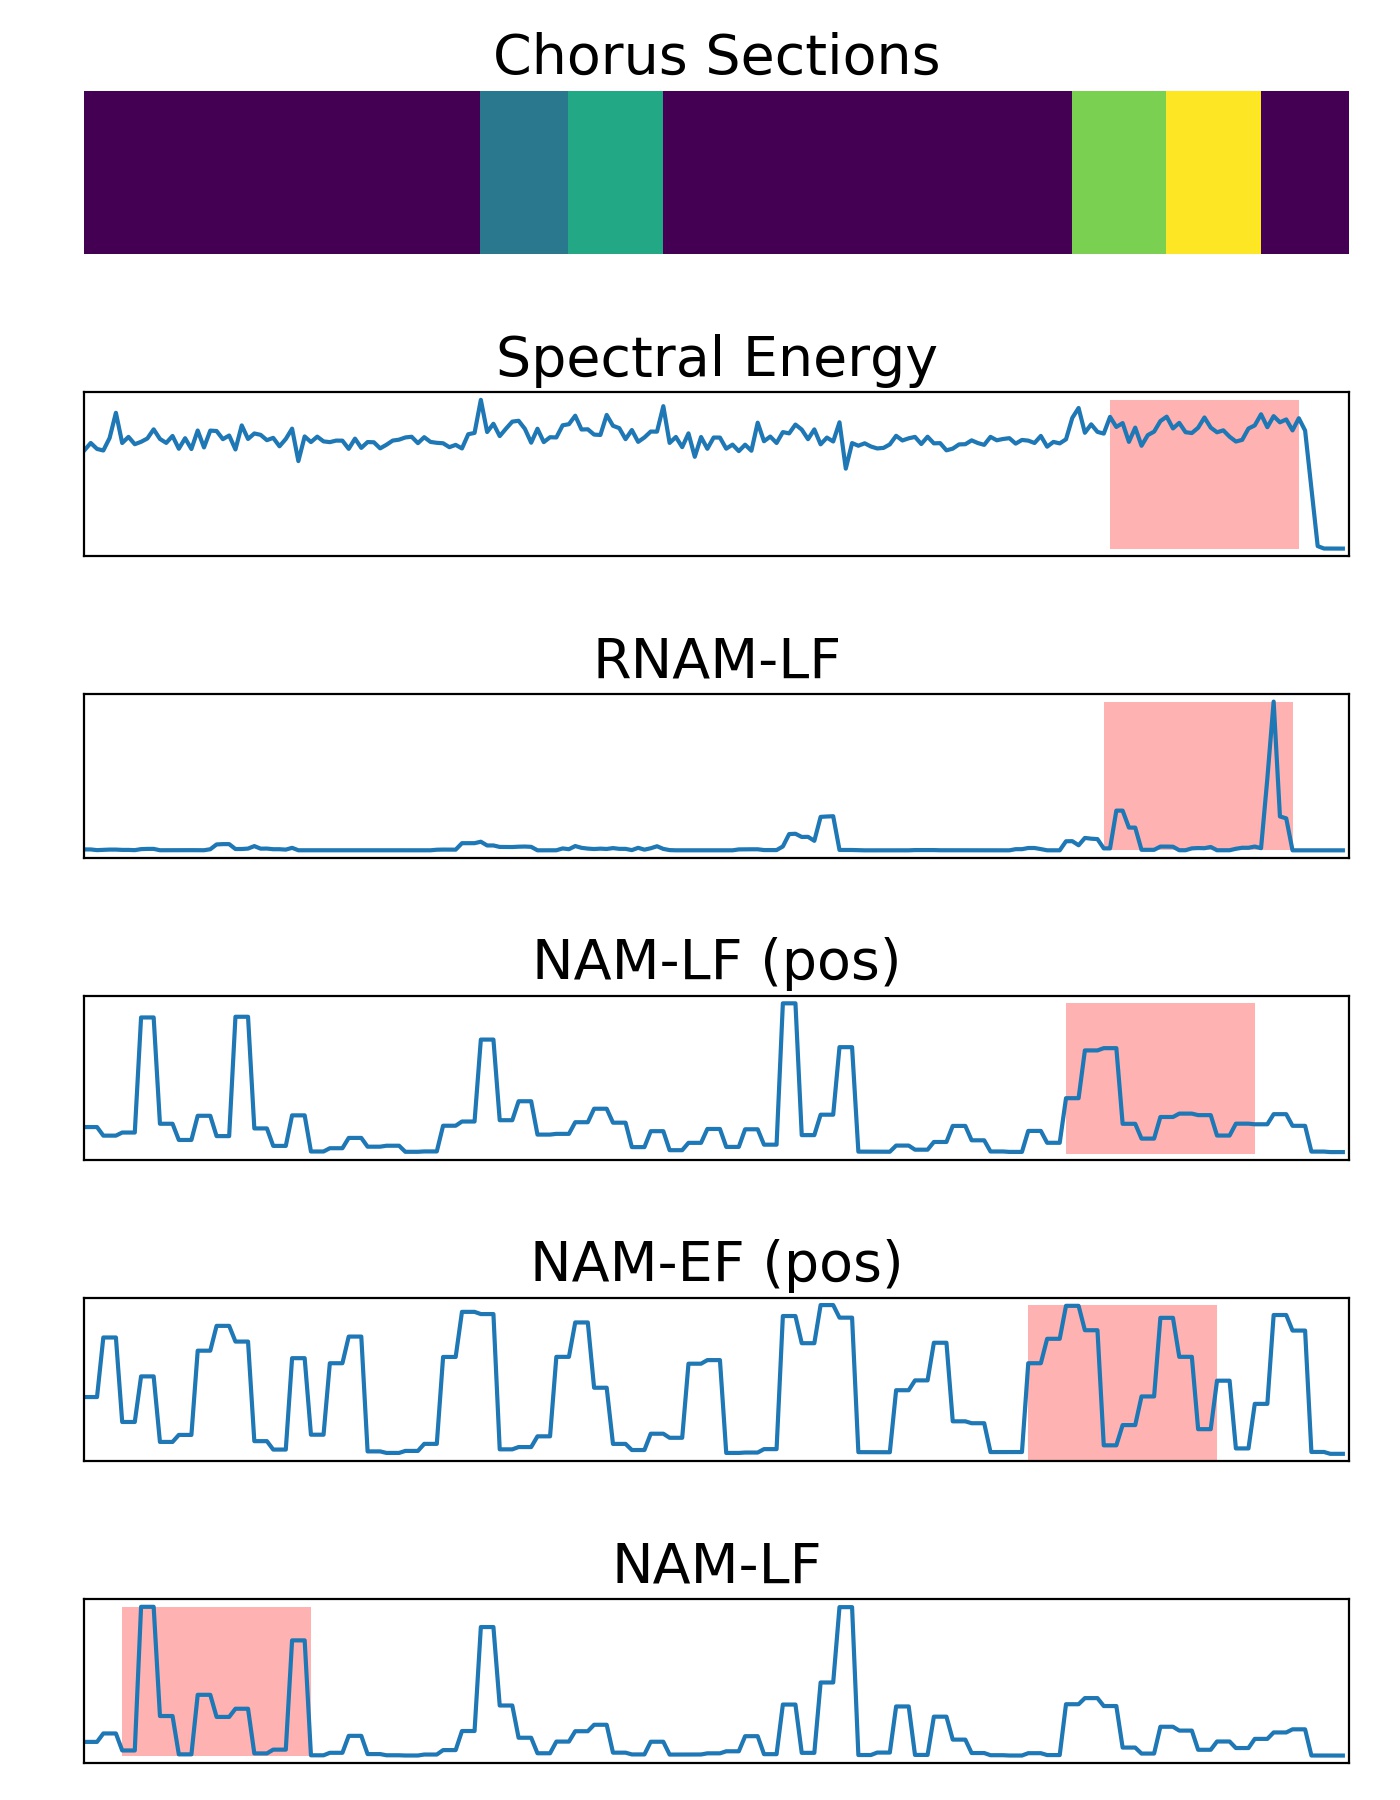 Chorus Sections
Spectral Energy
RNAM-LF
NAM-LF (pos)
NAM-EF (pos)
NAM-LF